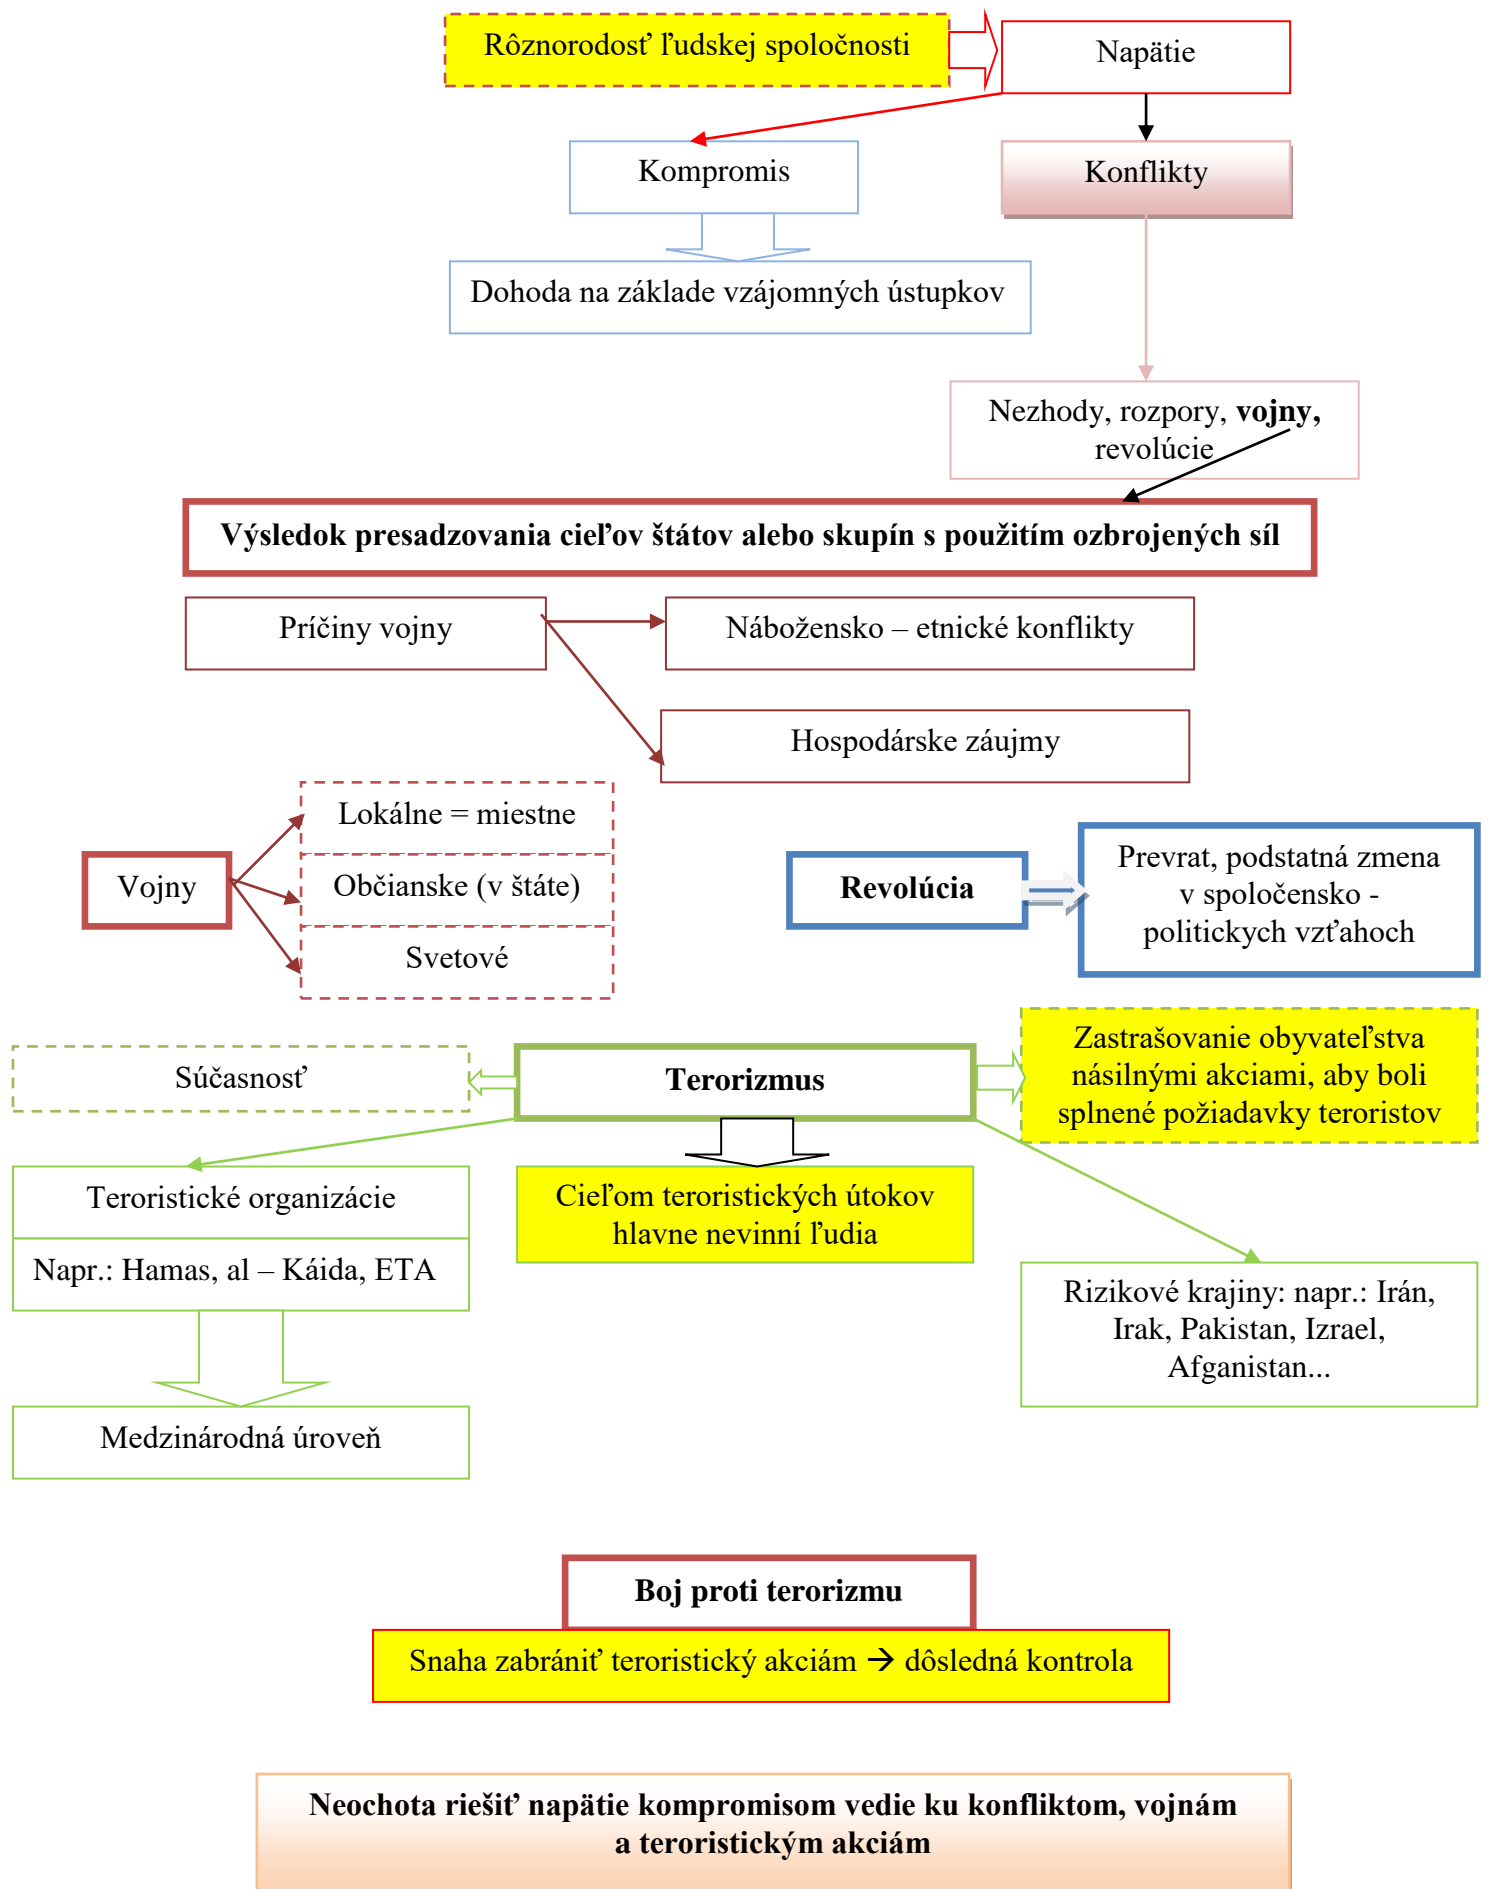 Rôznorodosť ľudskej spoločnosti
Napätie
Kompromis
Konflikty
Dohoda na základe vzájomných ústupkov
Nezhody, rozpory, vojny,
revolúcie
Výsledok presadzovania cieľov štátov alebo skupín s použitím ozbrojených síl
Príčiny vojny
Nábožensko – etnické konflikty
Hospodárske záujmy
Vojny
Lokálne = miestne
Občianske (v štáte)
Svetové
Revolúcia
Prevrat, podstatná zmena
v spoločensko -
politickych vzťahoch
Súčasnosť
Terorizmus
Zastrašovanie obyvateľstva
násilnými akciami, aby boli
splnené požiadavky teroristov
Teroristické organizácie
Napr.: Hamas, al – Káida, ETA
Cieľom teroristických útokov
hlavne nevinní ľudia
Rizikové krajiny: napr.: Irán,
Irak, Pakistan, Izrael,
Afganistan...
Medzinárodná úroveň
Boj proti terorizmu
Snaha zabrániť teroristický akciám → dôsledná kontrola
Neochota riešiť napätie kompromisom vedie ku konfliktom, vojnám
a teroristickým akciám